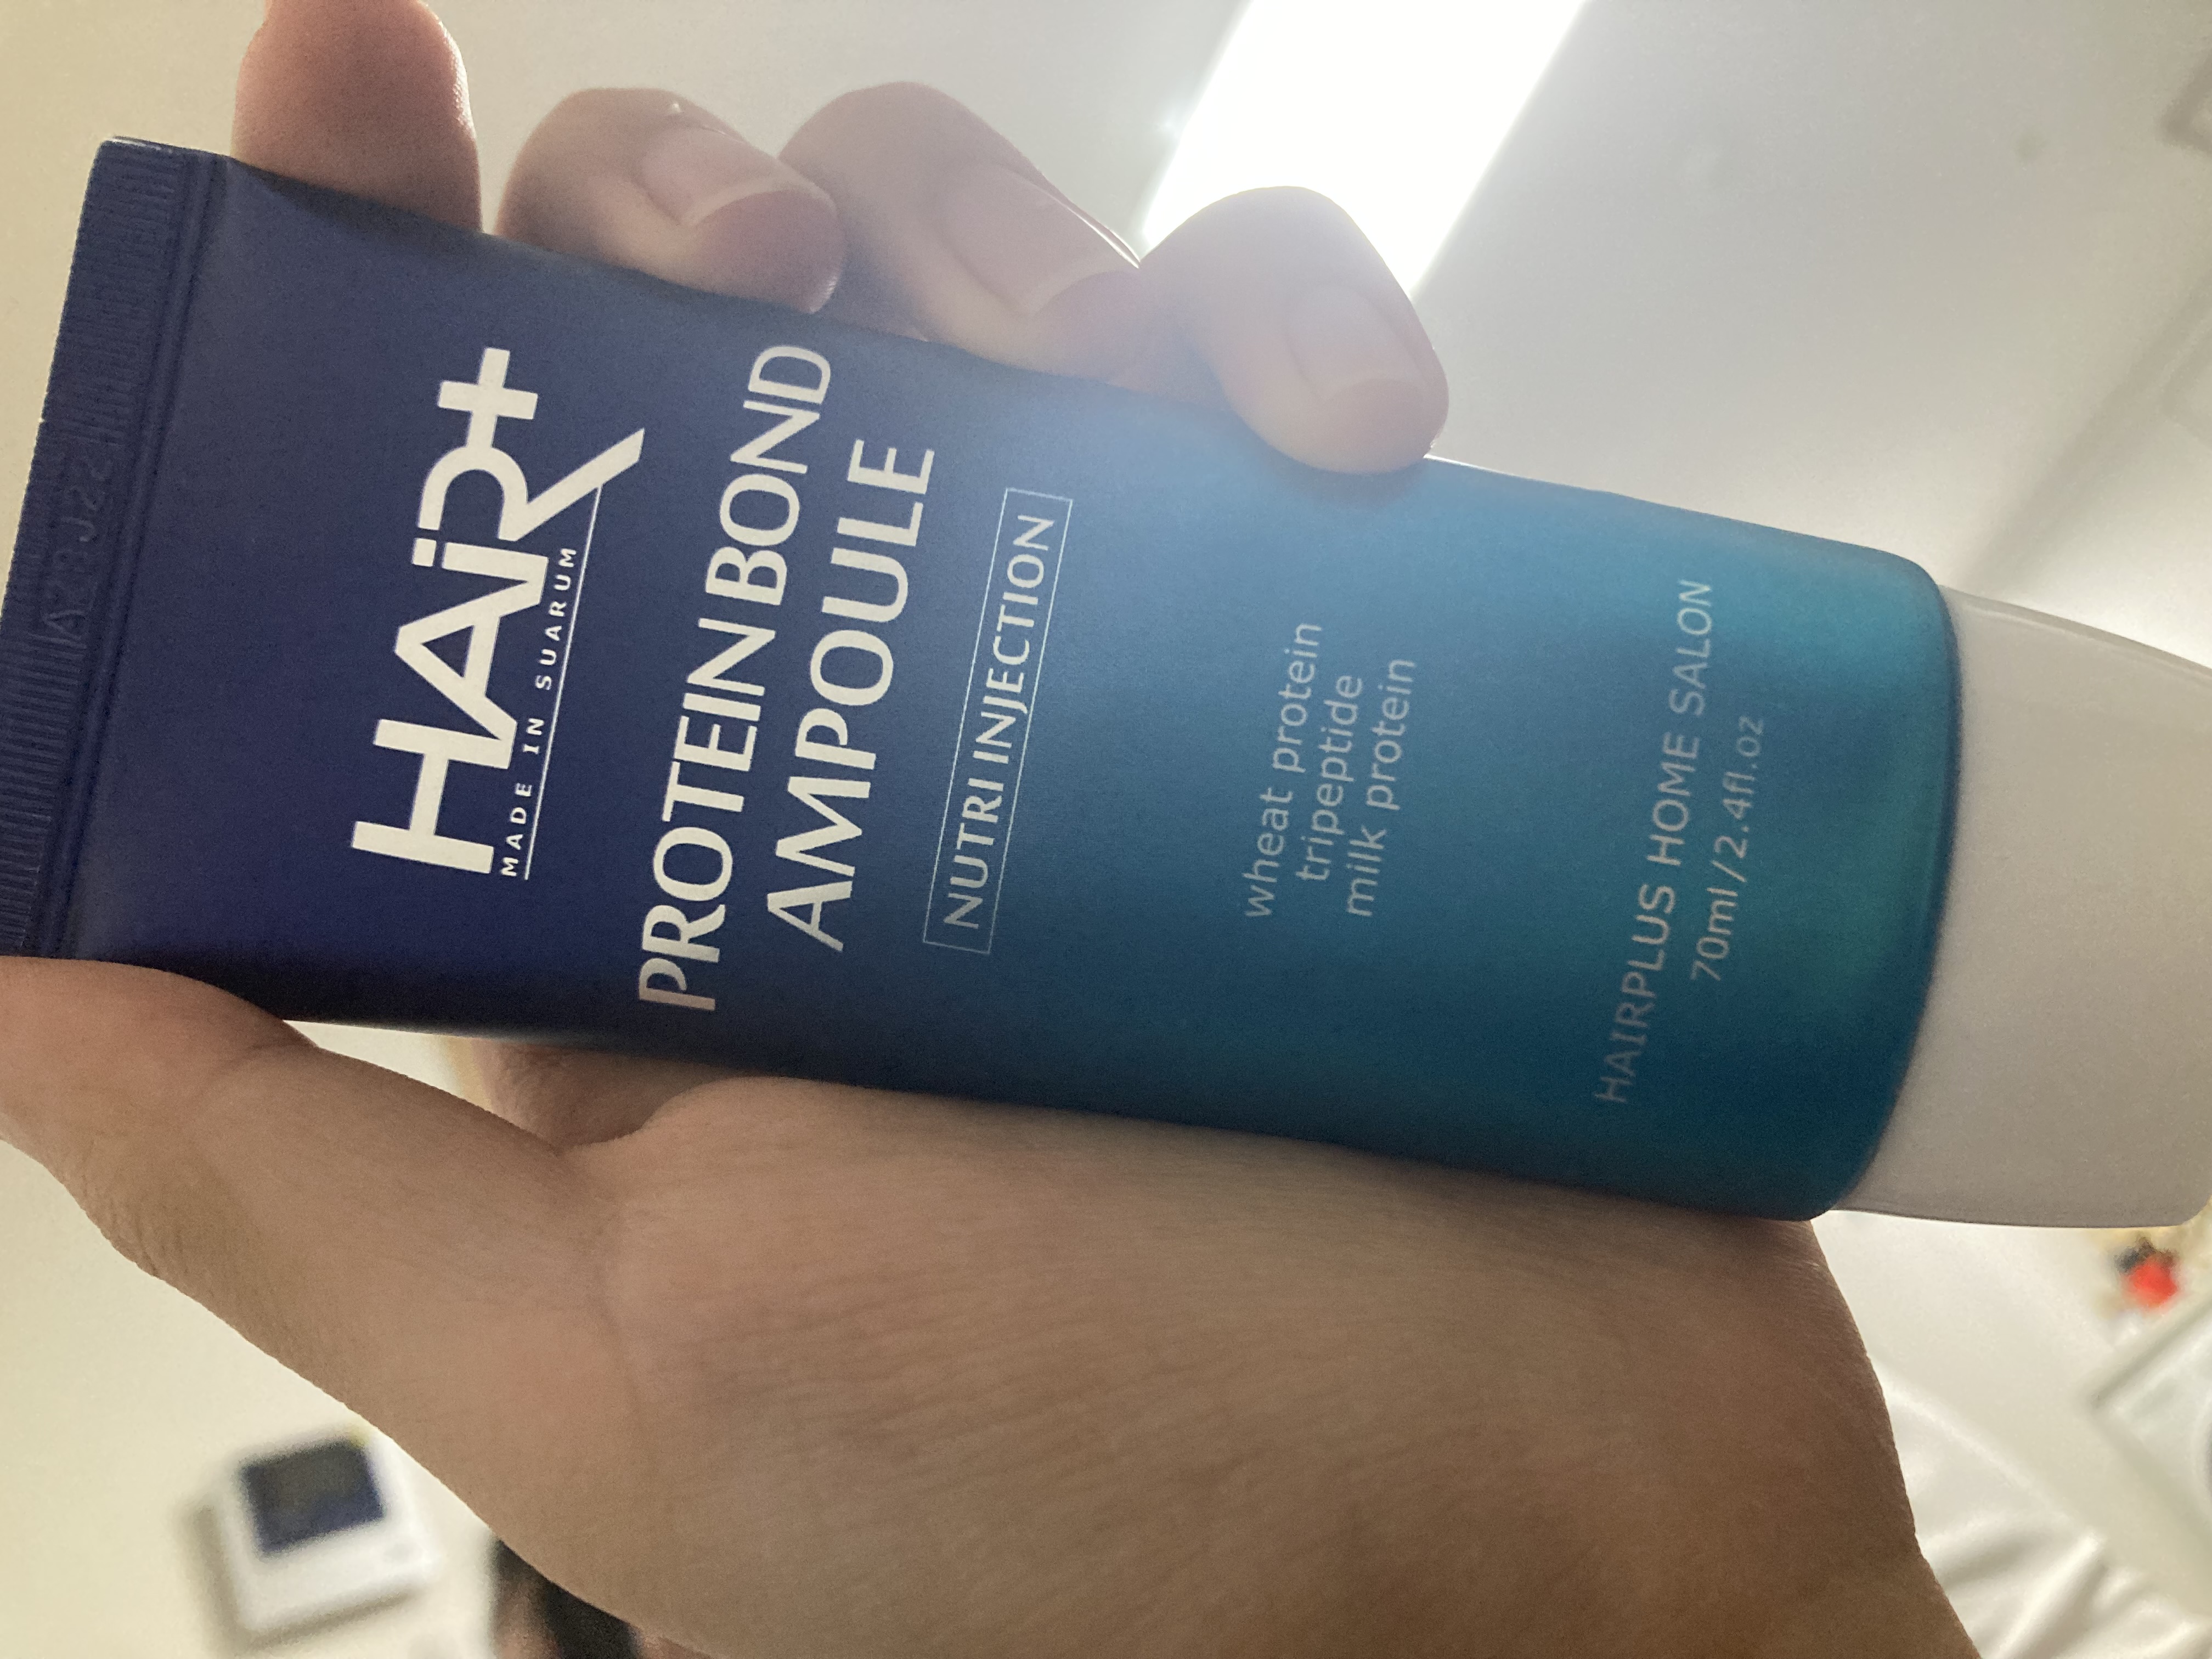 HAiR+
MADE IN SUARUM
PROTEIN BOND
AMPOULE
NUTRI INJECTION
wheat protein
tripeptide
milk protein
HAIRPLUS HOME SALON
70ml/2.4fl.oz